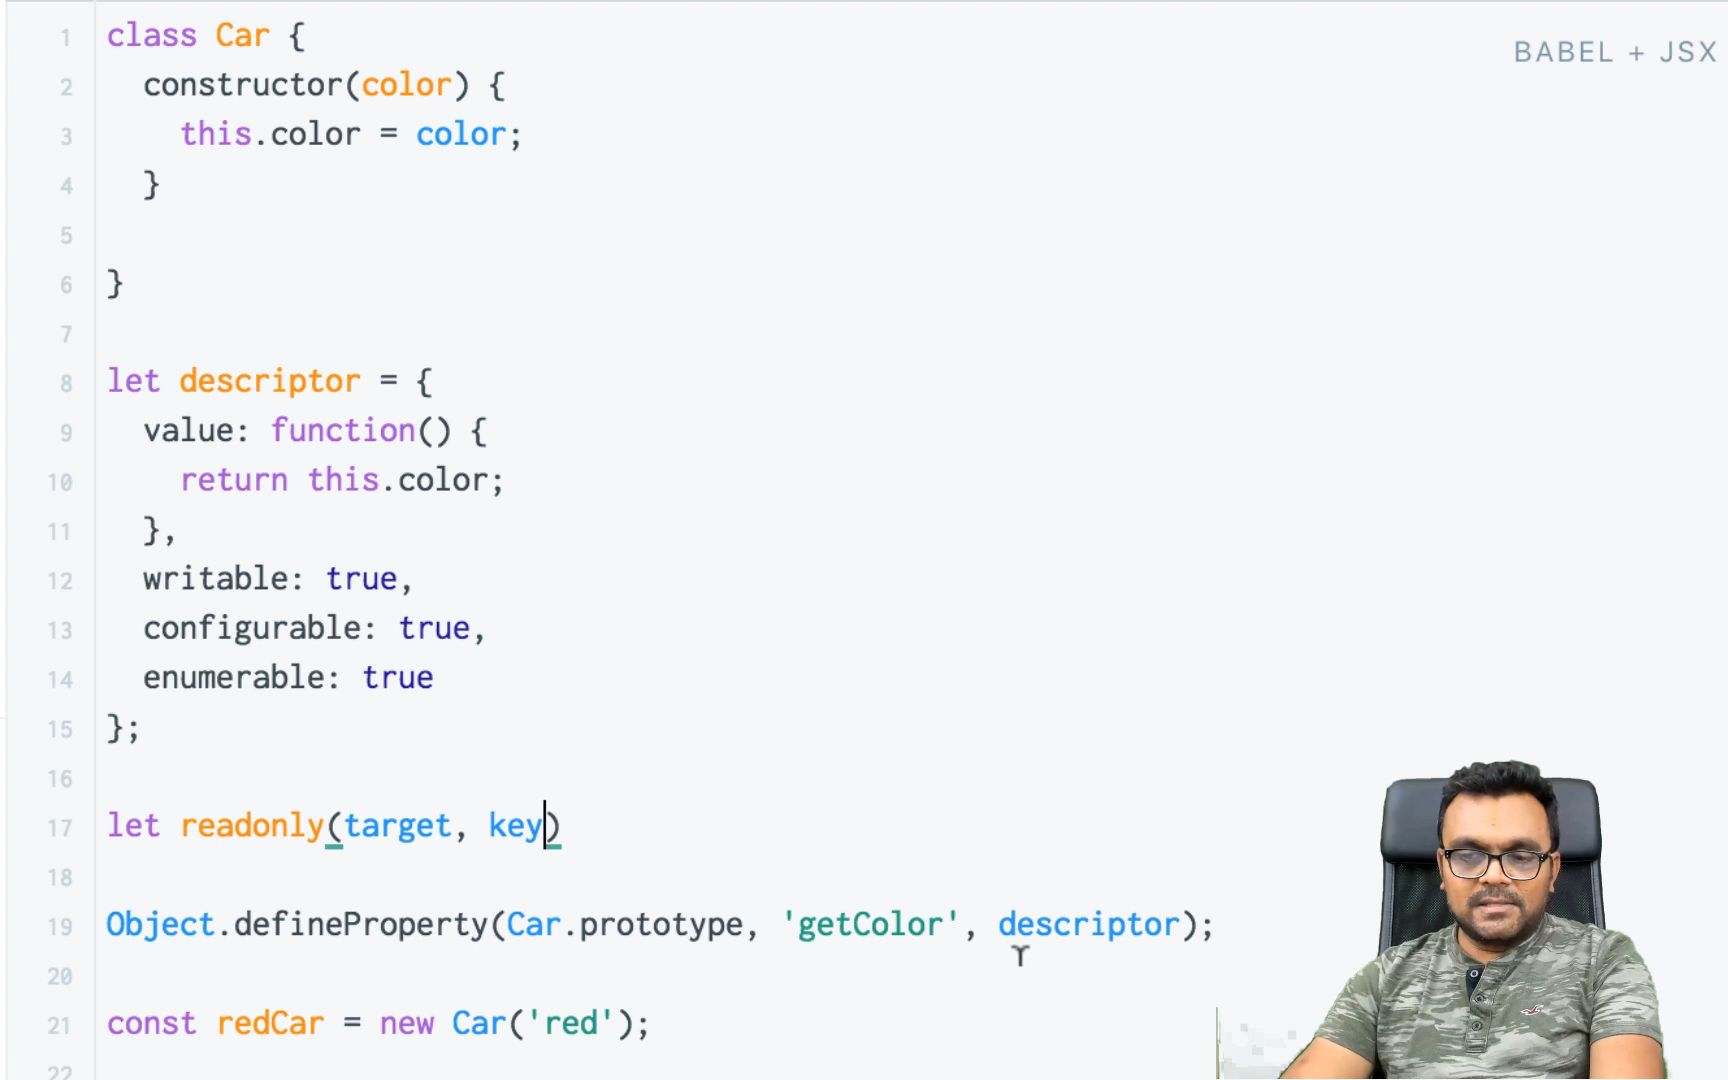 1 class Car {
BABEL + JSX
2 constructor(color) {
3 this.color = color;
4 }
5
6 }
7
8 let descriptor = {
9 value: function() {
10 return this.color;
11 },
12 writable: true,
13 configurable: true,
14 enumerable: true
15 };
16
17 let readonly(target, key)
18
19 Object.defineProperty(Car.prototype, 'getColor', descriptor);
20
21 const redCar = new Car('red');
22